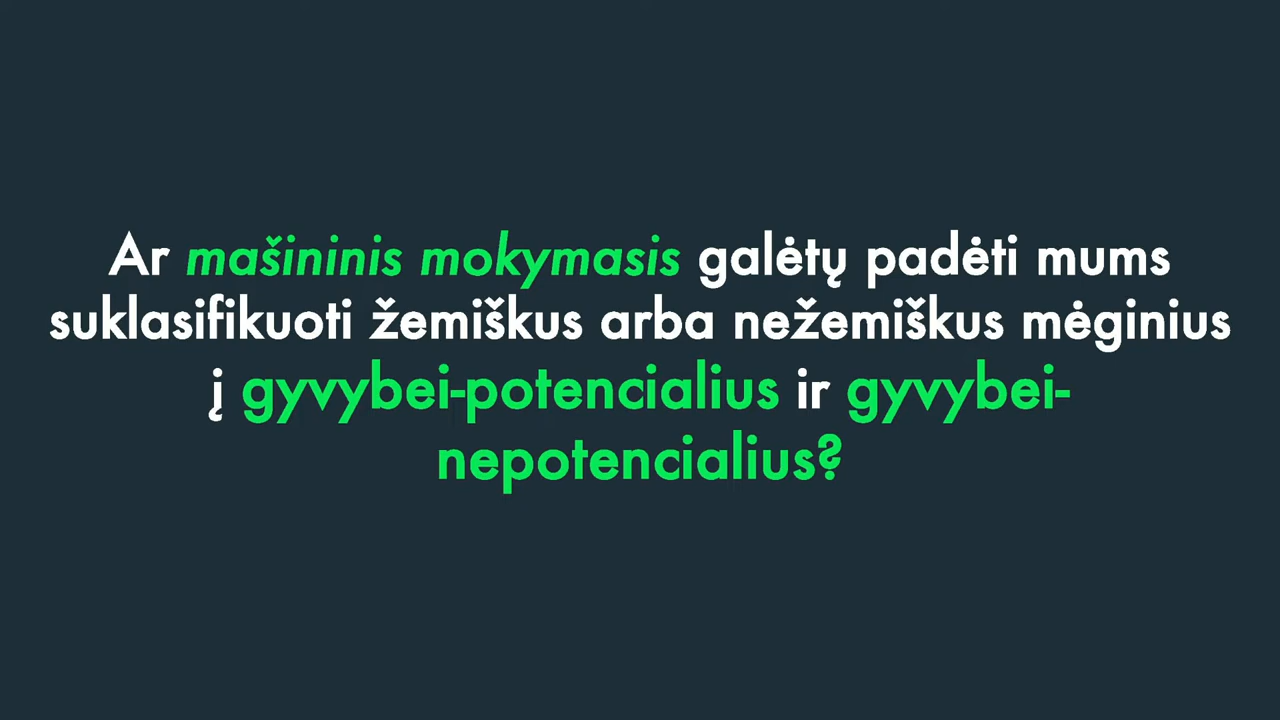 Ar mašininis mokymasis galėtų padėti mums
suklasifikuoti žemiškus arba nežemiškus mėginius
į gyvybei-potencialius ir gyvybei-
nepotencialius?